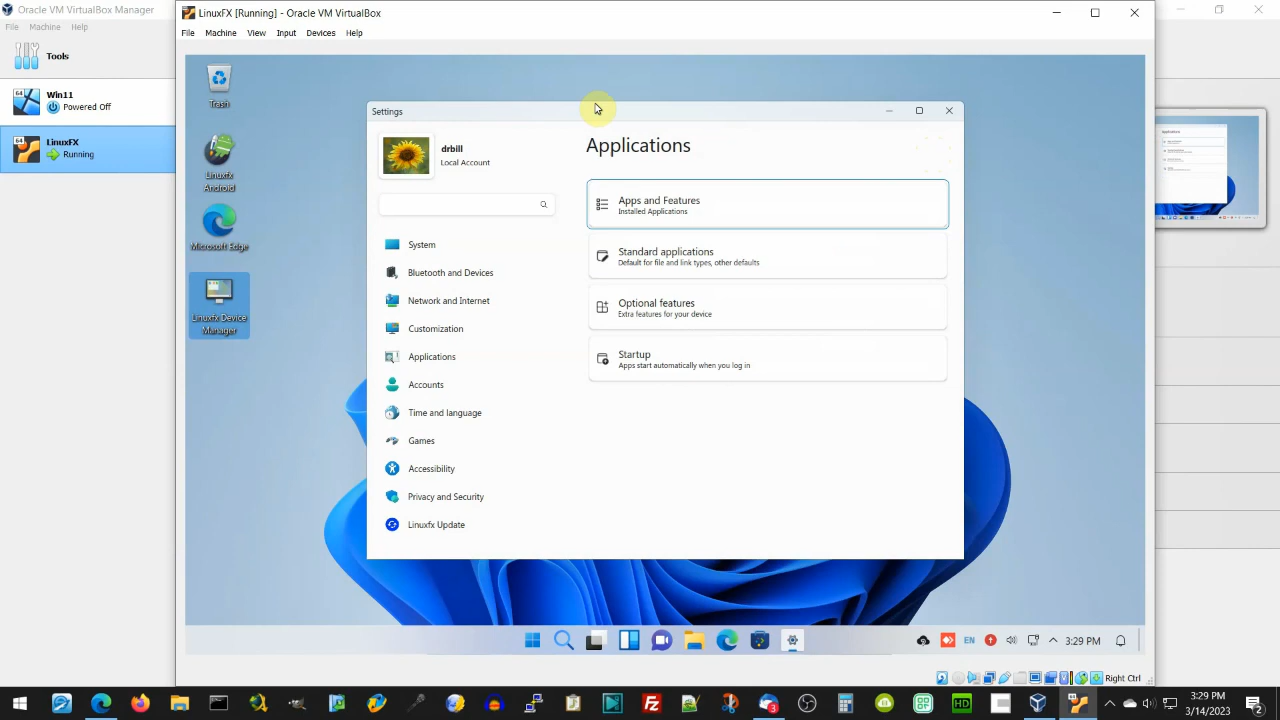 Oracle VM VirtualBox Manager
File Machine Help
Tools
64
Win11
Powered Off
64
LinuxFX
Running
LinuxFX [Running] - Oracle VM VirtualBox
File Machine View Input Devices Help
Trash
Linuxfx
Android
Microsoft Edge
Linuxfx Device
Manager
Settings
drbill
Local Account
System
Bluetooth and Devices
Network and Internet
Customization
Applications
Accounts
Time and language
Games
Accessibility
Privacy and Security
Linuxfx Update
Applications
Apps and Features
Installed Applications
Standard applications
Default for file and link types, other defaults
Optional features
Extra features for your device
Startup
Apps start automatically when you log in
EN
3:29 PM
Right Ctrl
3
HD
3:29 PM
3/14/2023
2